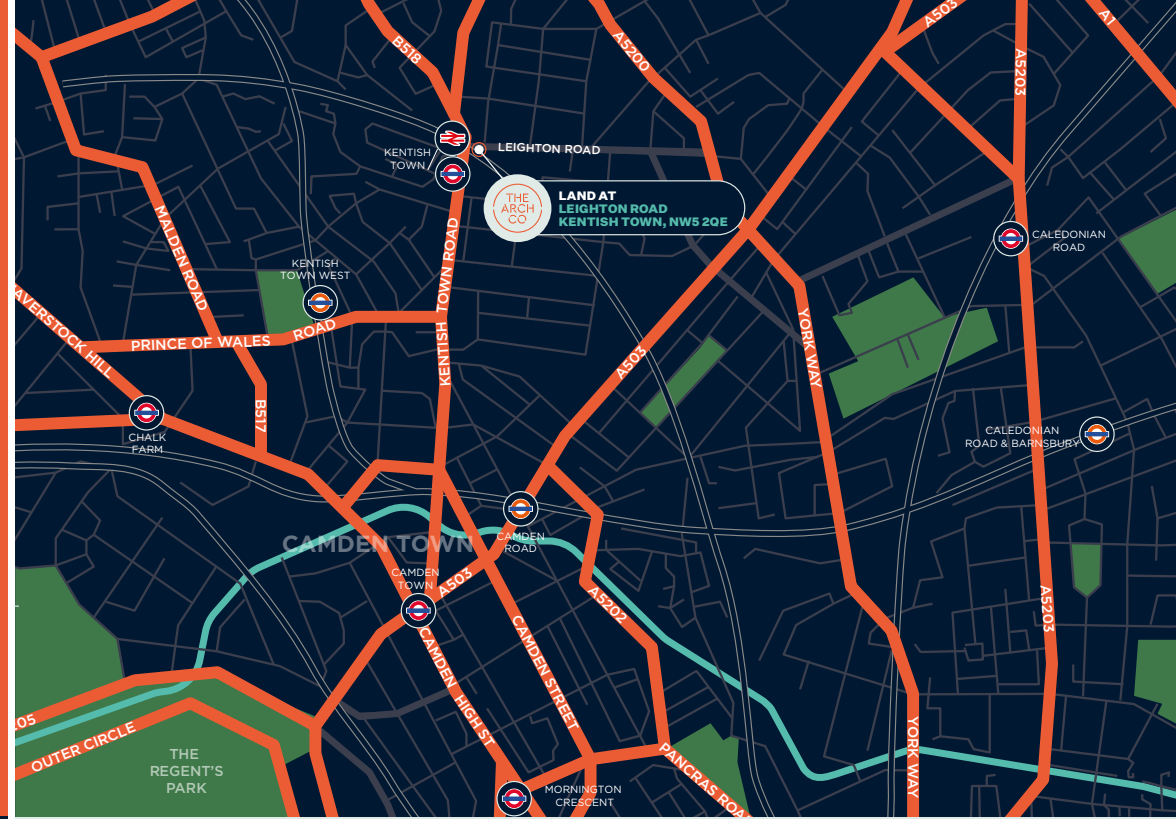 A503
A1
B518
A5200
A5203
LEIGHTON ROAD
KENTISH
TOWN
THE
ARCH
CO
LAND AT
LEIGHTON ROAD
KENTISH TOWN, NW5 2QE
MALDEN ROAD
KENTISH TOWN ROAD
CALEDONIAN
ROAD
KENTISH
TOWN WEST
AVERSTOCK HILL
PRINCE OF WALES ROAD
YORK WAY
A503
B517
CHALK
FARM
CALEDONIAN
ROAD & BARNSBURY
CAMDEN TOWN
CAMDEN
ROAD
CAMDEN
TOWN
A503
A5202
A5203
CAMDEN HIGH ST
CAMDEN STREET
05
OUTER CIRCLE
THE
REGENT'S
PARK
YORK WAY
PANCRAS ROA
MORNINGTON
CRESCENT